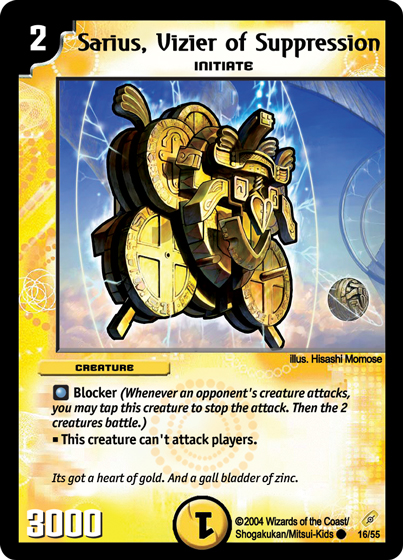 2
Sarius, Vizier of Suppression
INITIATE
illus. Hisashi Momose
CREATURE
Blocker (Whenever an opponent's creature attacks,
you may tap this creature to stop the attack. Then the 2
creatures battle.)
▪ This creature can't attack players.
Its got a heart of gold. And a gall bladder of zinc.
3000
©2004 Wizards of the Coast/
Shogakukan/Mitsui-Kids ● 16/55